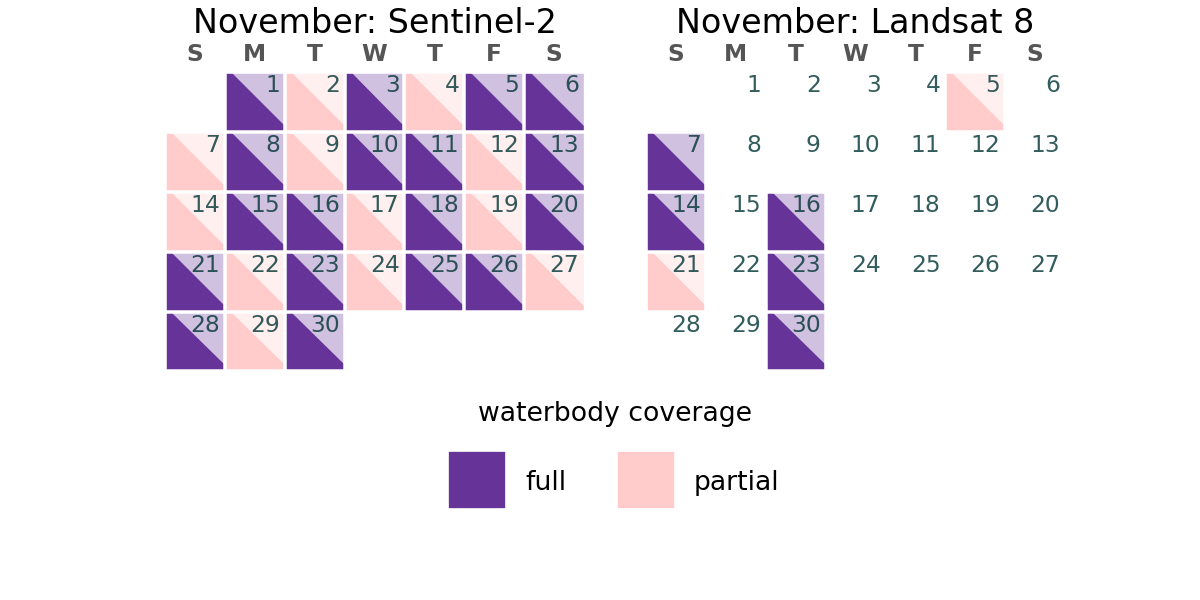 November: Sentinel-2
S M T W T F S
1 2 3 4 5 6
7 8 9 10 11 12 13
14 15 16 17 18 19 20
21 22 23 24 25 26 27
28 29 30
November: Landsat 8
S M T W T F S
1 2 3 4 5 6
7 8 9 10 11 12 13
14 15 16 17 18 19 20
21 22 23 24 25 26 27
28 29 30
waterbody coverage
full partial